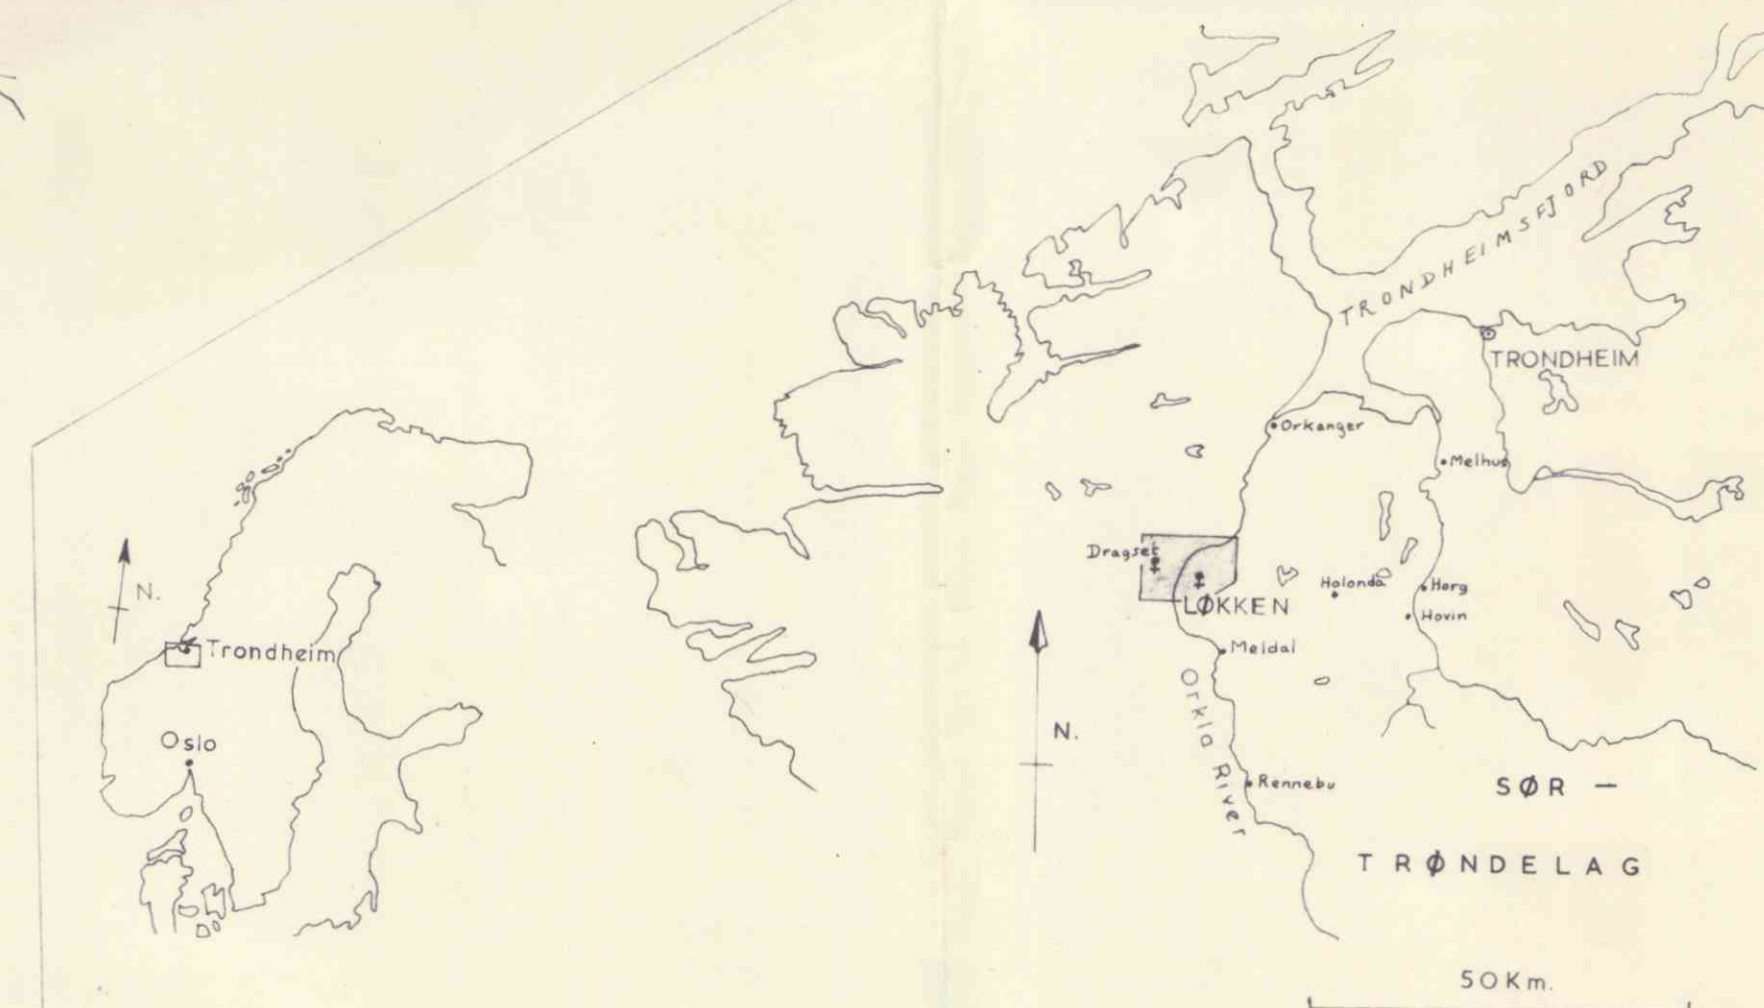 TRONDHEIMSFJORD
TRONDHEIM
Orkanger
Melhus
Dragset
LØKKEN
Holonda
Horg
Hovin
Meldal
Orkla River
Rennebu
N.
SØR –
TRØNDELAG
50Km.
N.
Trondheim
Oslo